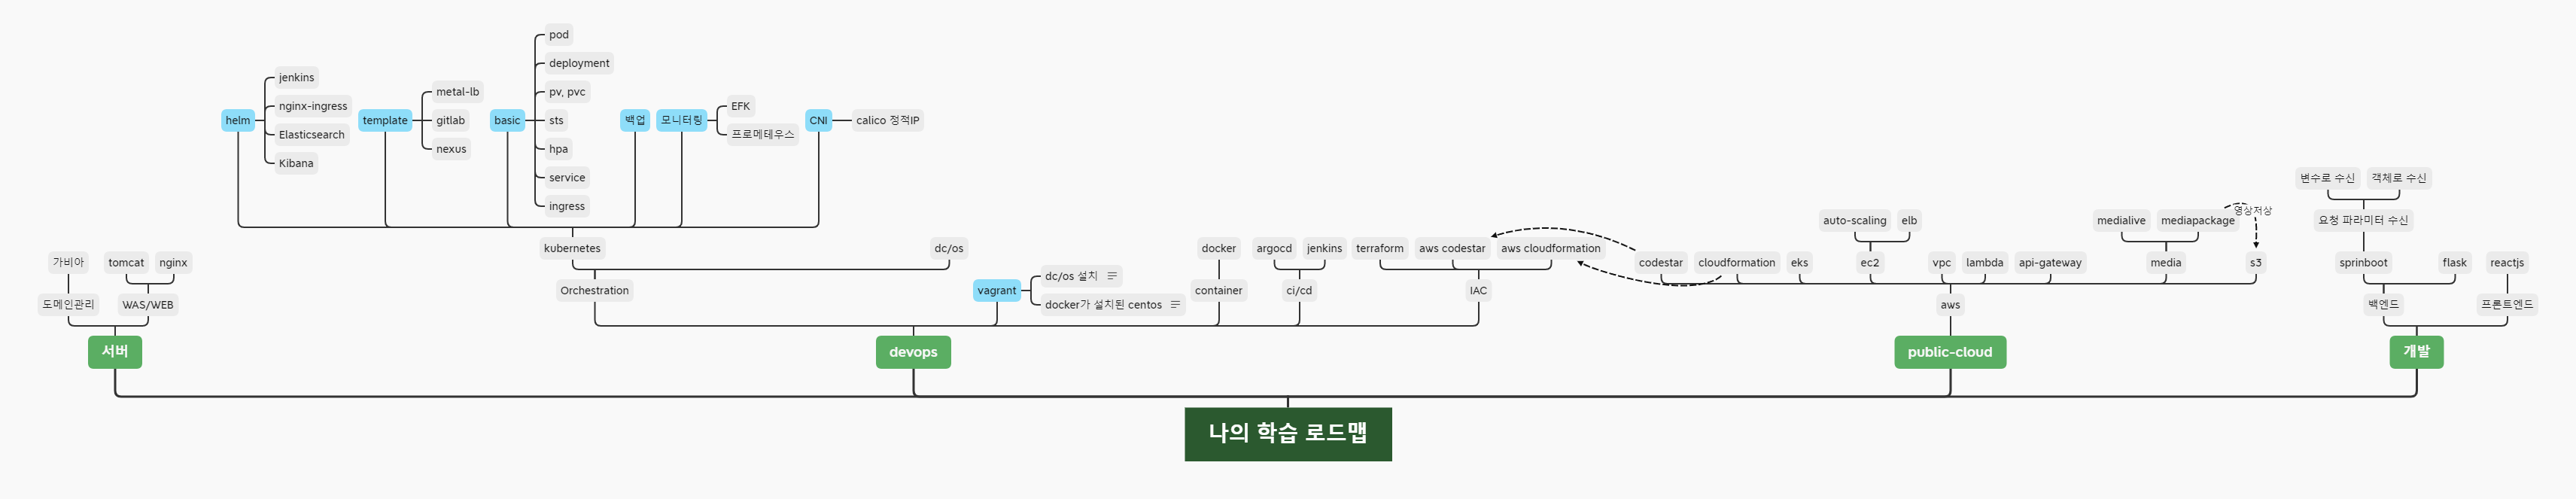 pod
deployment
pv, pvc
sts
hpa
service
ingress
jenkins
nginx-ingress
Elasticsearch
Kibana
helm
metal-lb
gitlab
nexus
template
basic
백업
모니터링
EFK
프로메테우스
CNI
calico 정적IP
kubernetes
dc/os
Orchestration
가비아
tomcat
nginx
도메인관리
WAS/WEB
서버
vagrant
dc/os 설치
docker가 설치된 centos
docker
container
argocd
jenkins
ci/cd
terraform
aws codestar
aws cloudformation
IAC
devops
codestar
cloudformation
eks
auto-scaling
elb
ec2
vpc
lambda
api-gateway
medialive
mediapackage
영상저상
media
s3
aws
public-cloud
변수로 수신
객체로 수신
요청 파라미터 수신
sprinboot
flask
reactjs
백엔드
프론트엔드
개발
나의 학습 로드맵